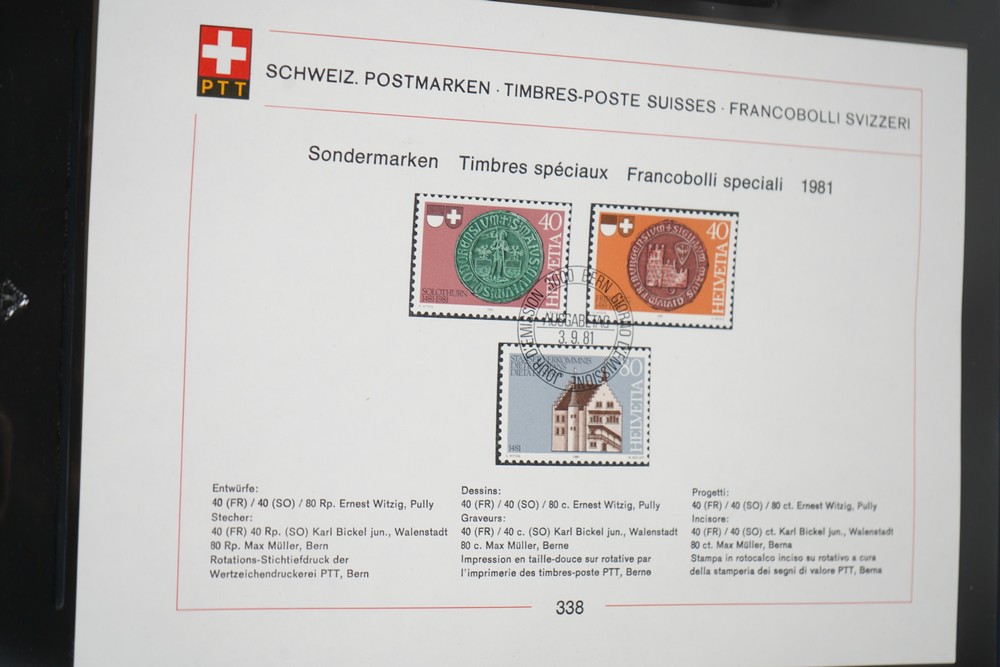 PTT
SCHWEIZ. POSTMARKEN · TIMBRES-POSTE SUISSES · FRANCOBOLLI SVIZZERI
Sondermarken Timbres spéciaux Francobolli speciali 1981
40
HELVETIA
SOLOTHURN
1481-1981
40
HELVETIA
3000 BERN GIORNO D'EMISSIONE JOUR D'EMISSION
AUSGABETAG
3.9.81
80
HELVETIA
1481
Entwürfe:
40 (FR) / 40 (SO) / 80 Rp. Ernest Witzig, Pully
Stecher:
40 (FR) 40 Rp. (SO) Karl Bickel jun., Walenstadt
80 Rp. Max Müller, Bern
Rotations-Stichtiefdruck der
Wertzeichendruckerei PTT, Bern
Dessins:
40 (FR) / 40 (SO) / 80 c. Ernest Witzig, Pully
Graveurs:
40 (FR) / 40 c. (SO) Karl Bickel jun., Walenstadt
80 c. Max Müller, Berne
Impression en taille-douce sur rotative par
l'imprimerie des timbres-poste PTT, Berne
Progetti:
40 (FR) / 40 (SO) / 80 ct. Ernest Witzig, Pully
Incisore:
40 (FR) / 40 (SO) ct. Karl Bickel jun., Walenstadt
80 ct. Max Müller, Berna
Stampa in rotocalco inciso su rotativo a cura
della stamperia dei segni di valore PTT, Berna
338